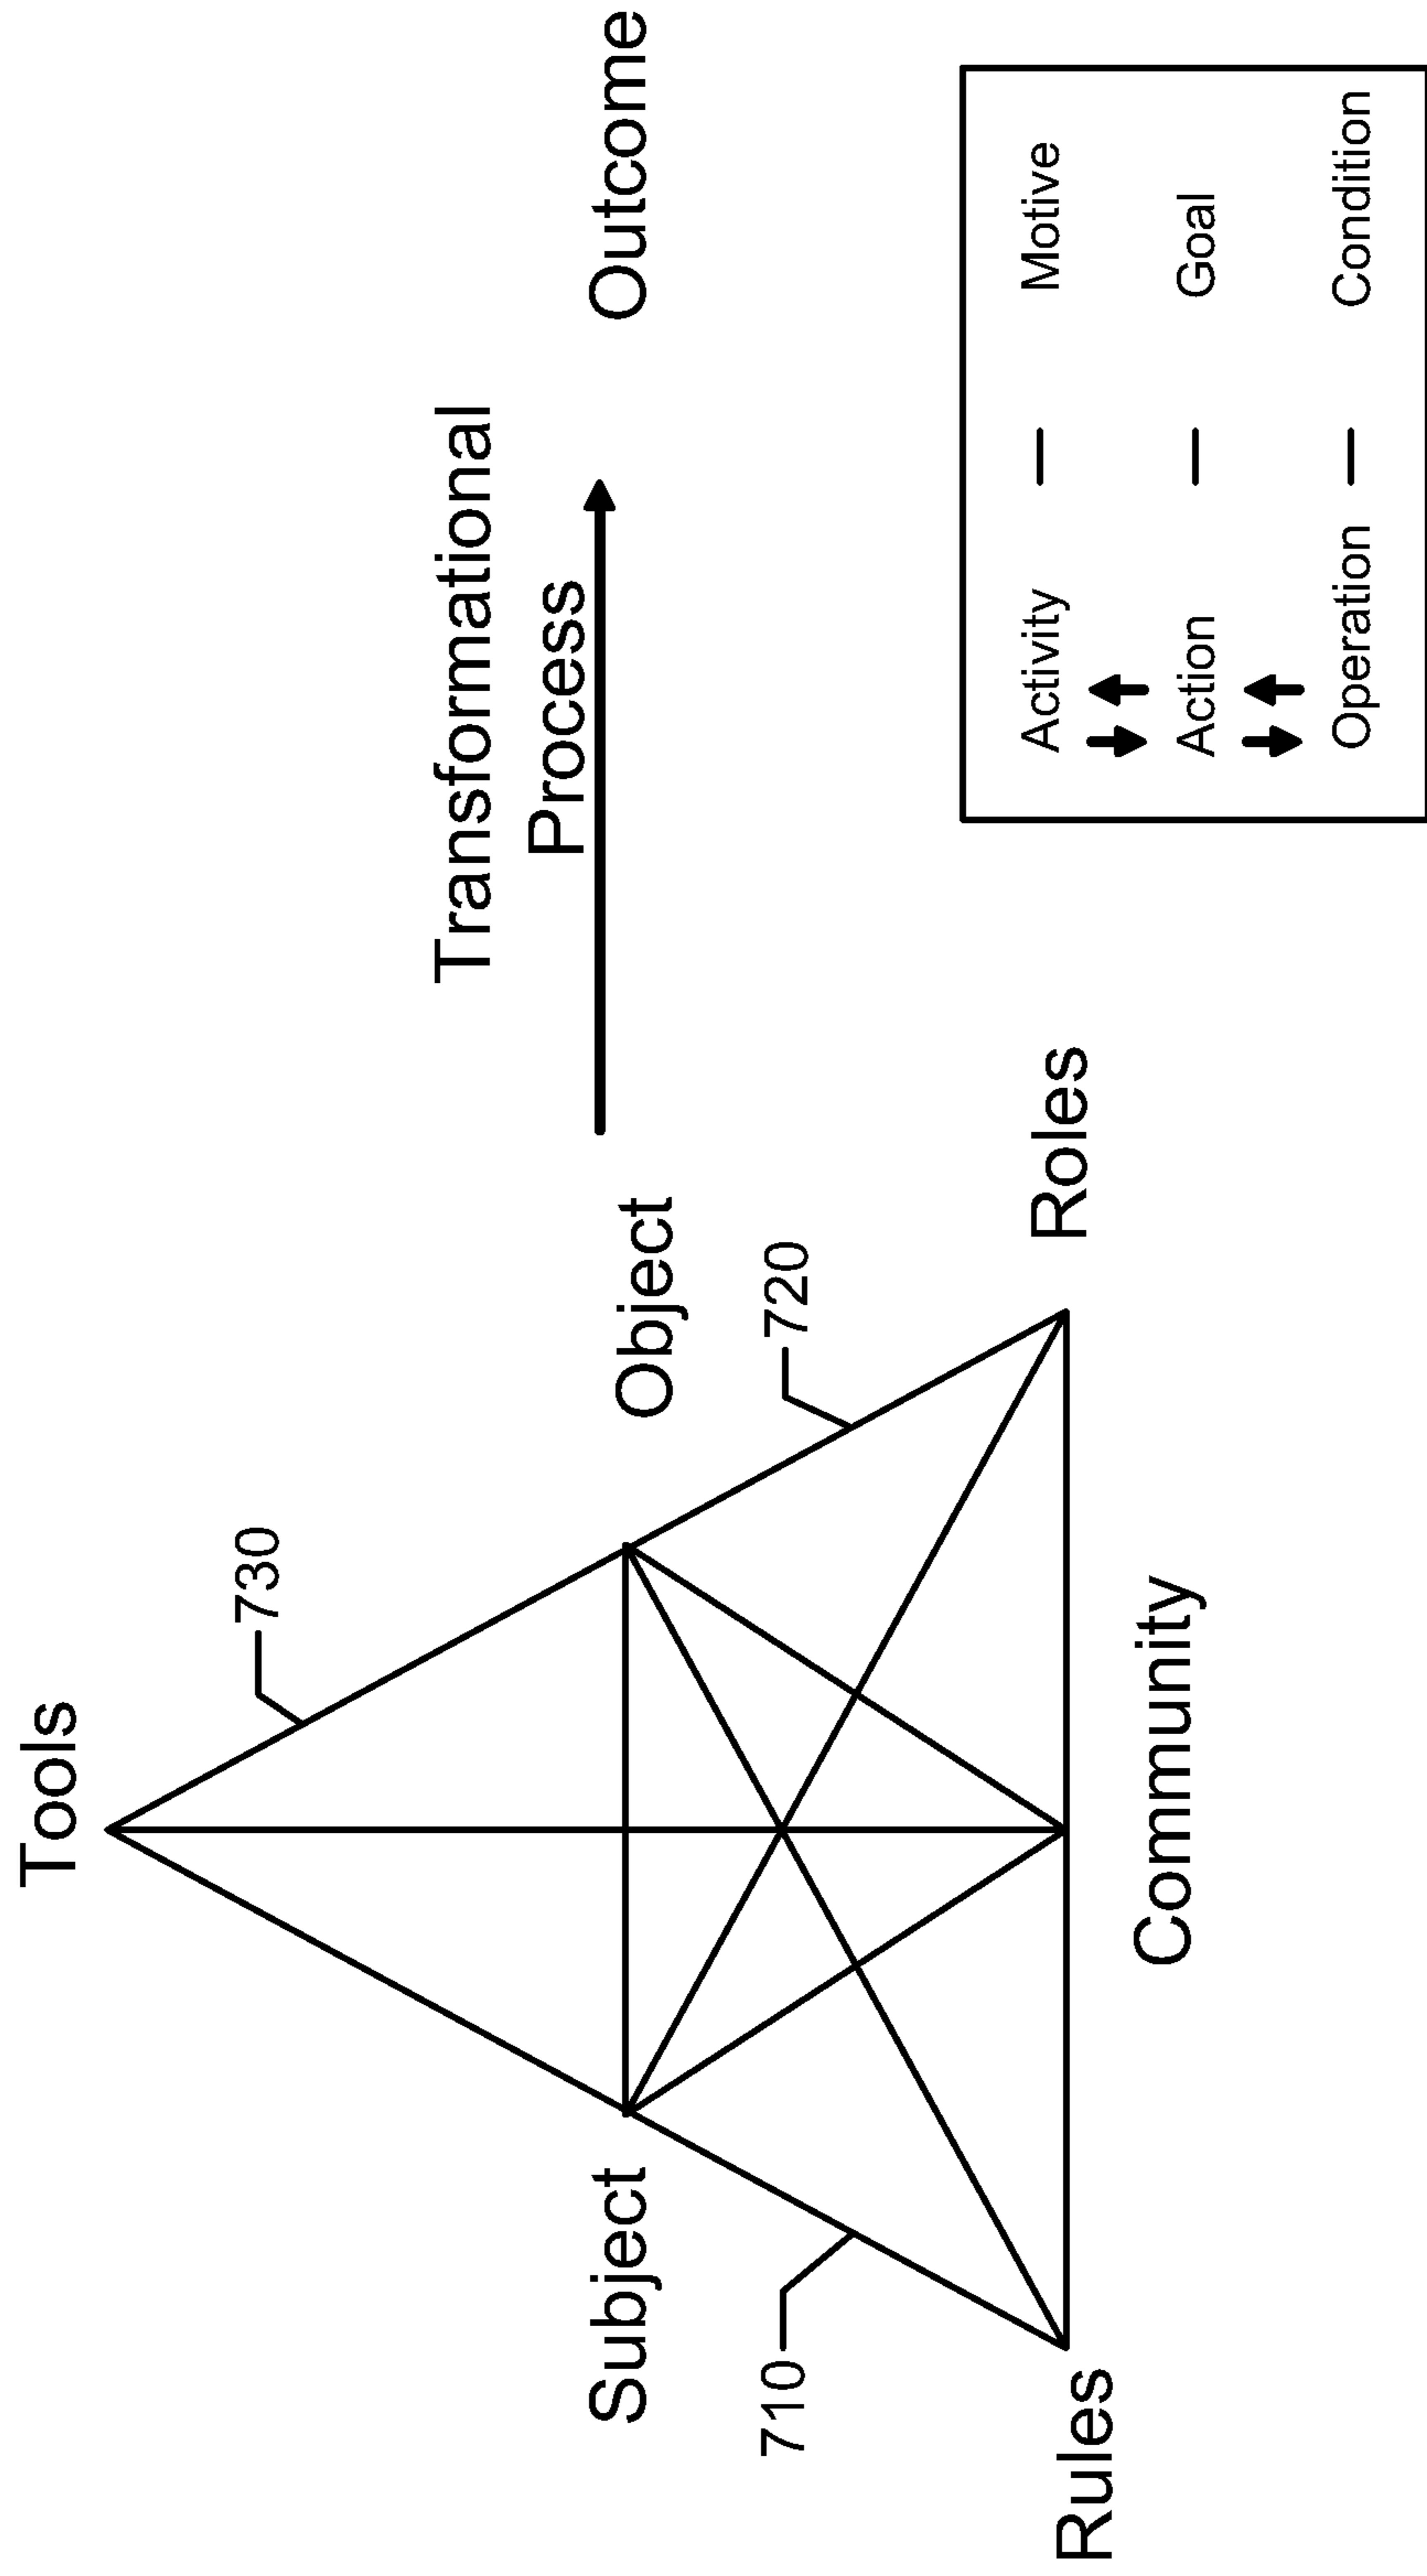 Tools
730
Transformational
Process
Subject
Object
Outcome
710
720
Rules
Roles
Community
Activity — Motive
Action — Goal
Operation — Condition